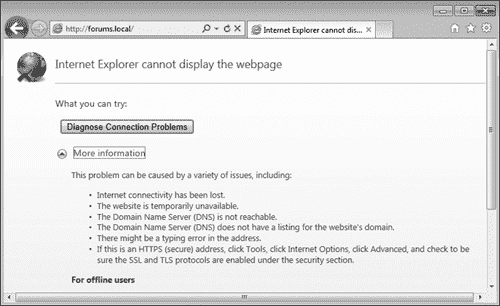 http://forums.local/
Internet Explorer cannot dis...
Internet Explorer cannot display the webpage
What you can try:
Diagnose Connection Problems
More information
This problem can be caused by a variety of issues, including:
• Internet connectivity has been lost.
• The website is temporarily unavailable.
• The Domain Name Server (DNS) is not reachable.
• The Domain Name Server (DNS) does not have a listing for the website's domain.
• There might be a typing error in the address.
• If this is an HTTPS (secure) address, click Tools, click Internet Options, click Advanced, and check to
be sure the SSL and TLS protocols are enabled under the security section.
For offline users